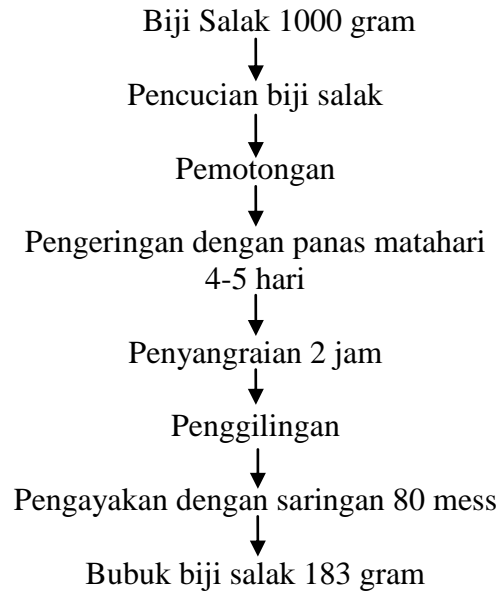 Biji Salak 1000 gram
Pencucian biji salak
Pemotongan
Pengeringan dengan panas matahari
4-5 hari
Penyangraian 2 jam
Penggilingan
Pengayakan dengan saringan 80 mess
Bubuk biji salak 183 gram